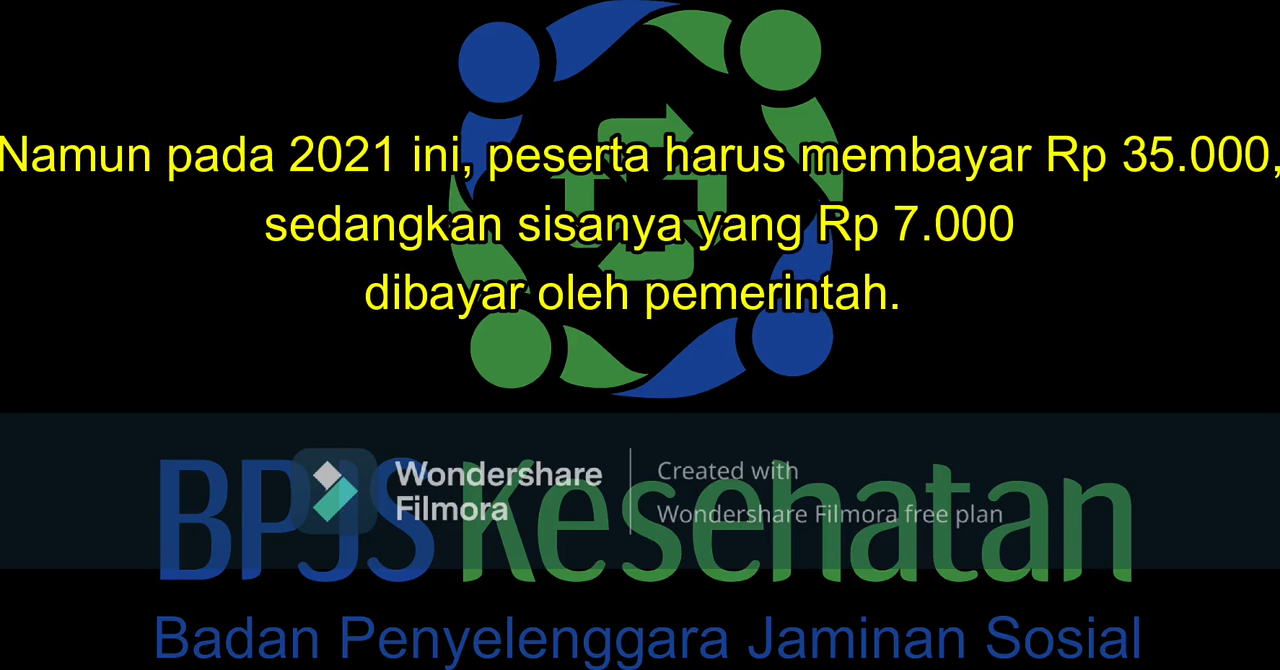 Namun pada 2021 ini, peserta harus membayar Rp 35.000,
sedangkan sisanya yang Rp 7.000
dibayar oleh pemerintah.
Wondershare
Filmora
Created with
Wondershare Filmora free plan
BPJS Kesehatan
Badan Penyelenggara Jaminan Sosial